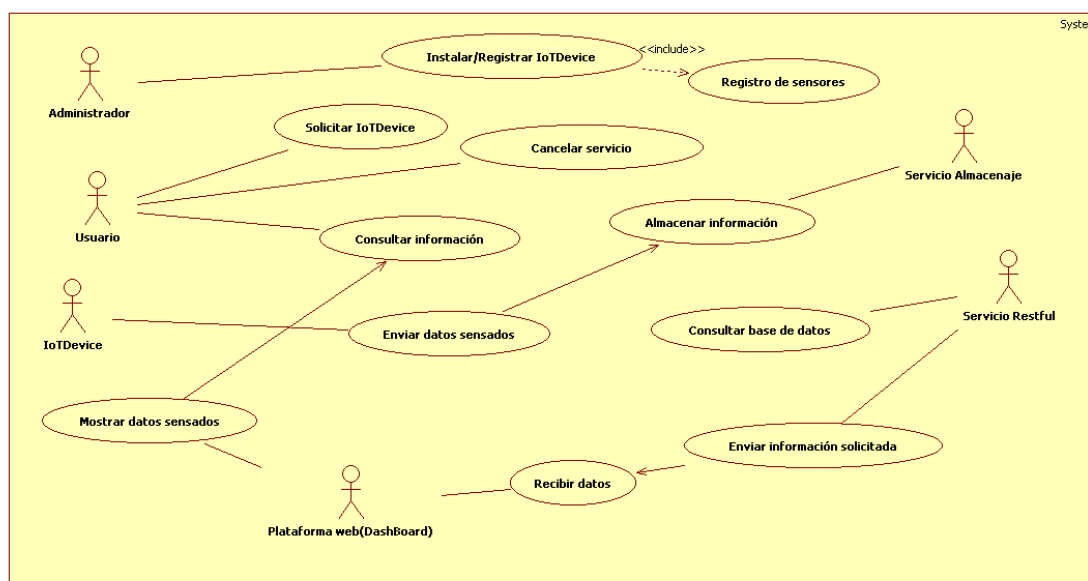 Syste
Instalar/Registrar IoTDevice
<<include>>
Registro de sensores
Administrador
Solicitar IoTDevice
Cancelar servicio
Servicio Almacenaje
Usuario
Consultar información
Almacenar información
IoTDevice
Enviar datos sensados
Consultar base de datos
Servicio Restful
Mostrar datos sensados
Enviar información solicitada
Recibir datos
Plataforma web(DashBoard)